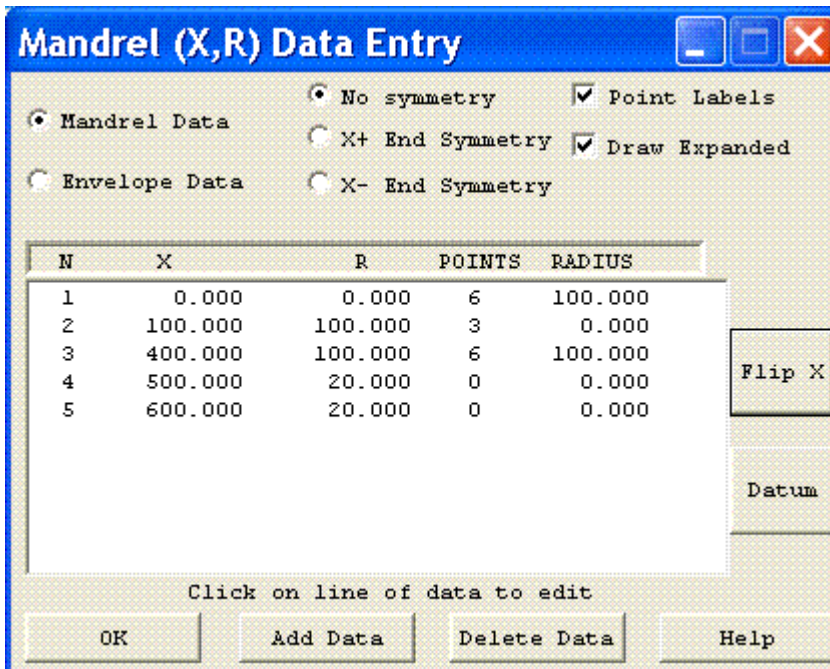 Mandrel (X,R) Data Entry
Mandrel Data
Envelope Data
No symmetry
X+ End Symmetry
X- End Symmetry
Point Labels
Draw Expanded
N X R POINTS RADIUS
1 0.000 0.000 6 100.000
2 100.000 100.000 3 0.000
3 400.000 100.000 6 100.000
4 500.000 20.000 0 0.000
5 600.000 20.000 0 0.000
Flip X
Datum
Click on line of data to edit
OK Add Data Delete Data Help